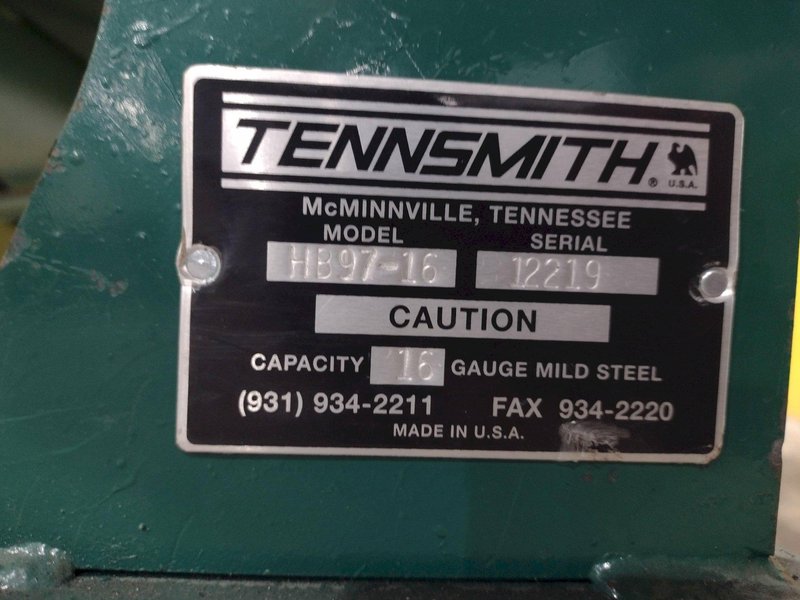 TENNSMITH®
U.S.A.
McMINNVILLE, TENNESSEE
MODEL SERIAL
HB97-16 12219
CAUTION
CAPACITY 16 GAUGE MILD STEEL
(931) 934-2211 FAX 934-2220
MADE IN U.S.A.